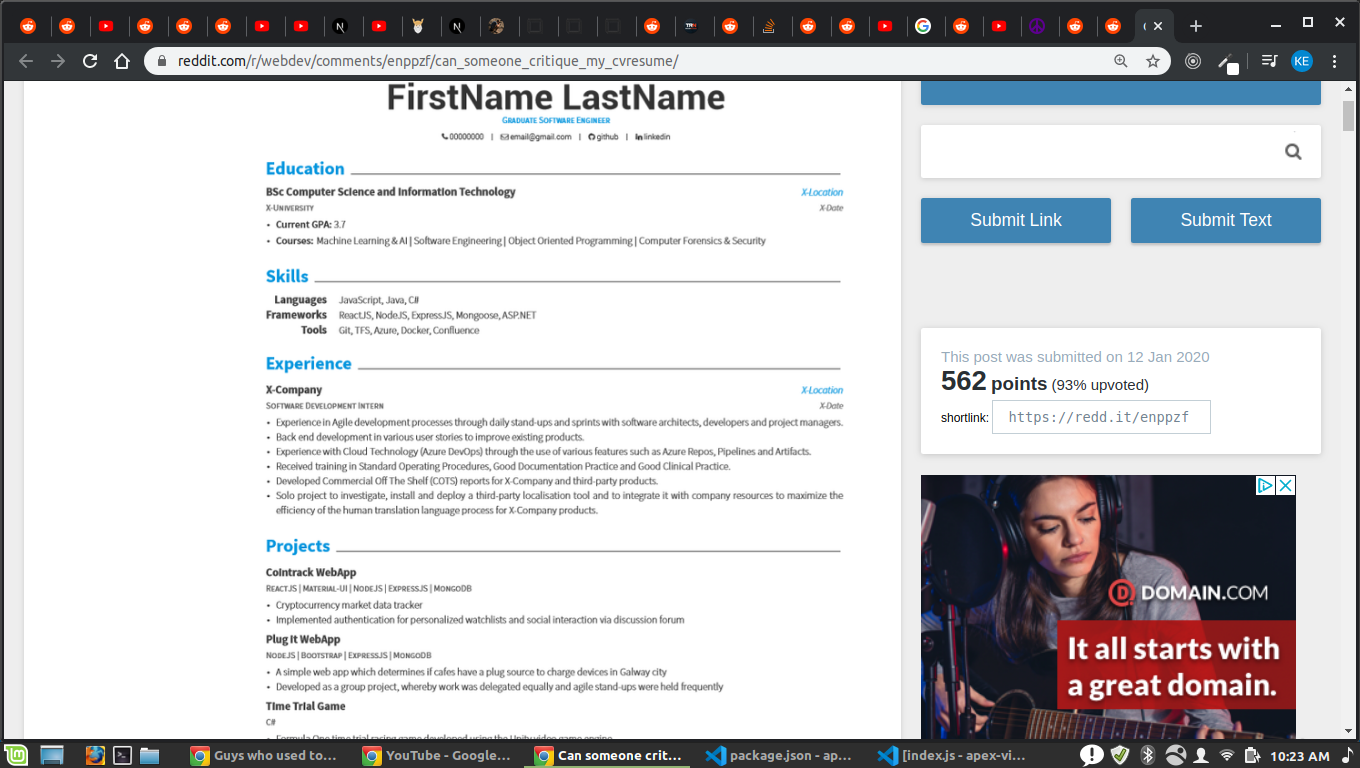 reddit.com/r/webdev/comments/enppzf/can_someone_critique_my_cvresume/
KE
FirstName LastName
Graduate Software Engineer
00000000 | email@gmail.com | github | linkedin
Education
BSc Computer Science and Information Technology
X-Location
X-University
X-Date
• Current GPA: 3.7
• Courses: Machine Learning & AI | Software Engineering | Object Oriented Programming | Computer Forensics & Security
Skills
Languages JavaScript, Java, C#
Frameworks ReactJS, NodeJS, ExpressJS, Mongoose, ASP.NET
Tools Git, TFS, Azure, Docker, Confluence
Experience
X-Company
X-Location
Software Development Intern
X-Date
• Experience in Agile development processes through daily stand-ups and sprints with software architects, developers and project managers.
• Back end development in various user stories to improve existing products.
• Experience with Cloud Technology (Azure DevOps) through the use of various features such as Azure Repos, Pipelines and Artifacts.
• Received training in Standard Operating Procedures, Good Documentation Practice and Good Clinical Practice.
• Developed Commercial Off The Shelf (COTS) reports for X-Company and third-party products.
• Solo project to investigate, install and deploy a third-party localisation tool and to integrate it with company resources to maximize the
efficiency of the human translation language process for X-Company products.
Projects
Cointrack WebApp
ReactJS | Material-UI | NodeJS | ExpressJS | MongoDB
• Cryptocurrency market data tracker
• Implemented authentication for personalized watchlists and social interaction via discussion forum
Plug It WebApp
NodeJS | Bootstrap | ExpressJS | MongoDB
• A simple web app which determines if cafes have a plug source to charge devices in Galway city
• Developed as a group project, whereby work was delegated equally and agile stand-ups were held frequently
Time Trial Game
C#
• Formula One time trial racing game developed using the Unity video game engine
Submit Link
Submit Text
This post was submitted on 12 Jan 2020
562 points (93% upvoted)
shortlink: https://redd.it/enppzf
DOMAIN.COM
It all starts with
a great domain.
Guys who used to...
YouTube - Google...
Can someone crit...
package.json - ap...
[index.js - apex-vi...
10:23 AM